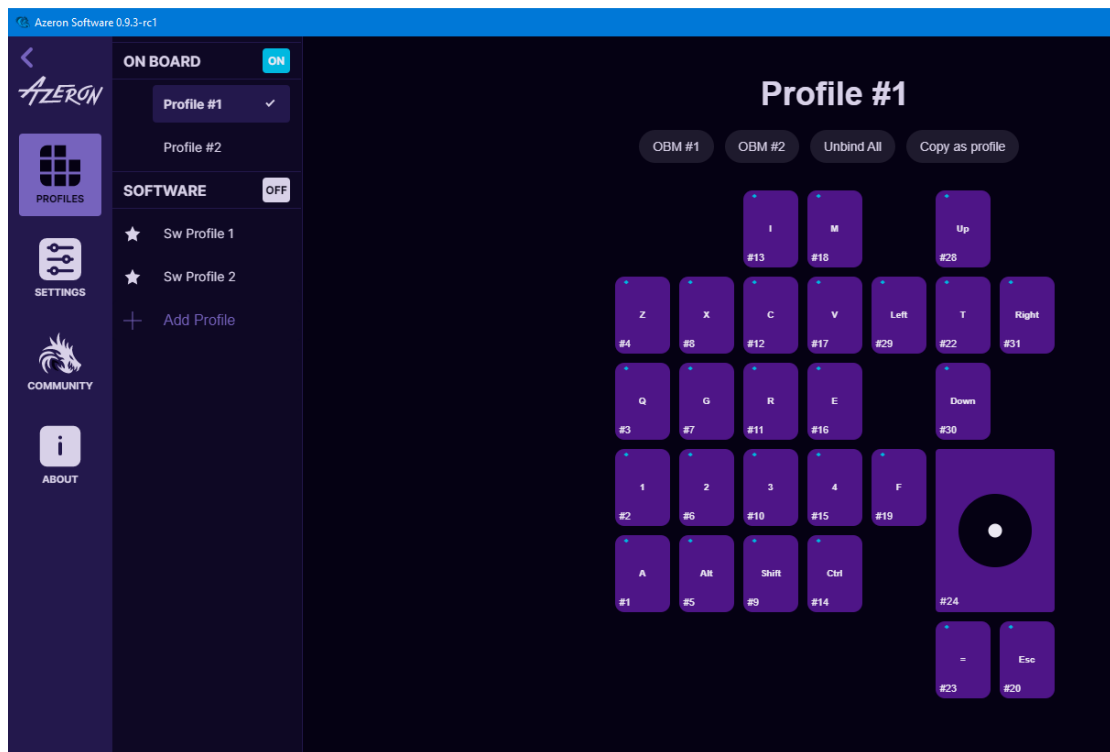 Azeron Software 0.9.3-rc1
AZERON
PROFILES
SETTINGS
COMMUNITY
i
ABOUT
ON BOARD ON
Profile #1
Profile #2
SOFTWARE OFF
Sw Profile 1
Sw Profile 2
Add Profile
Profile #1
OBM #1 OBM #2 Unbind All Copy as profile
I M Up
#13 #18 #28
Z X C V Left T Right
#4 #8 #12 #17 #29 #22 #31
Q G R E Down
#3 #7 #11 #16 #30
1 2 3 4 F
#2 #6 #10 #15 #19
A Alt Shift Ctrl
#1 #5 #9 #14 #24
= Esc
#23 #20